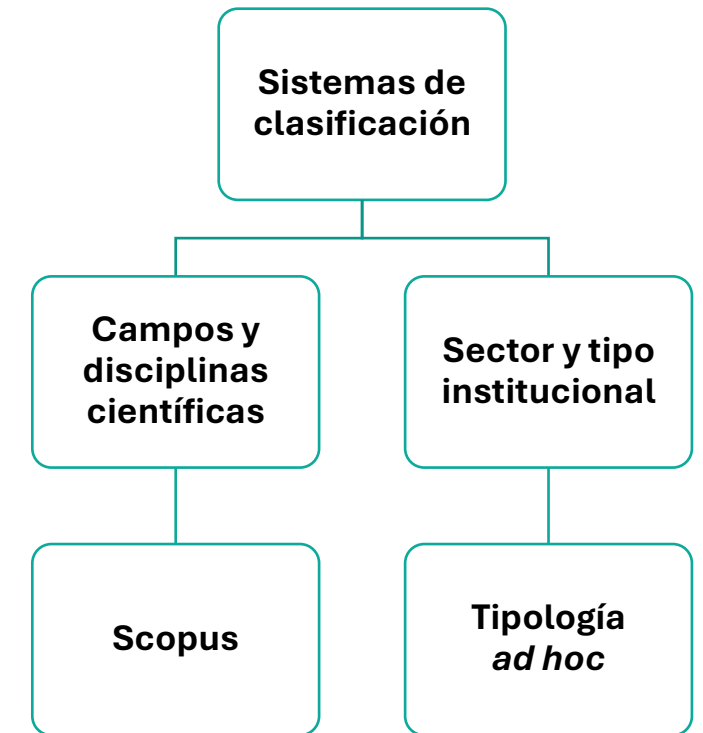 Sistemas de
clasificación
Campos y
disciplinas
científicas
Sector y tipo
institucional
Scopus
Tipología
ad hoc